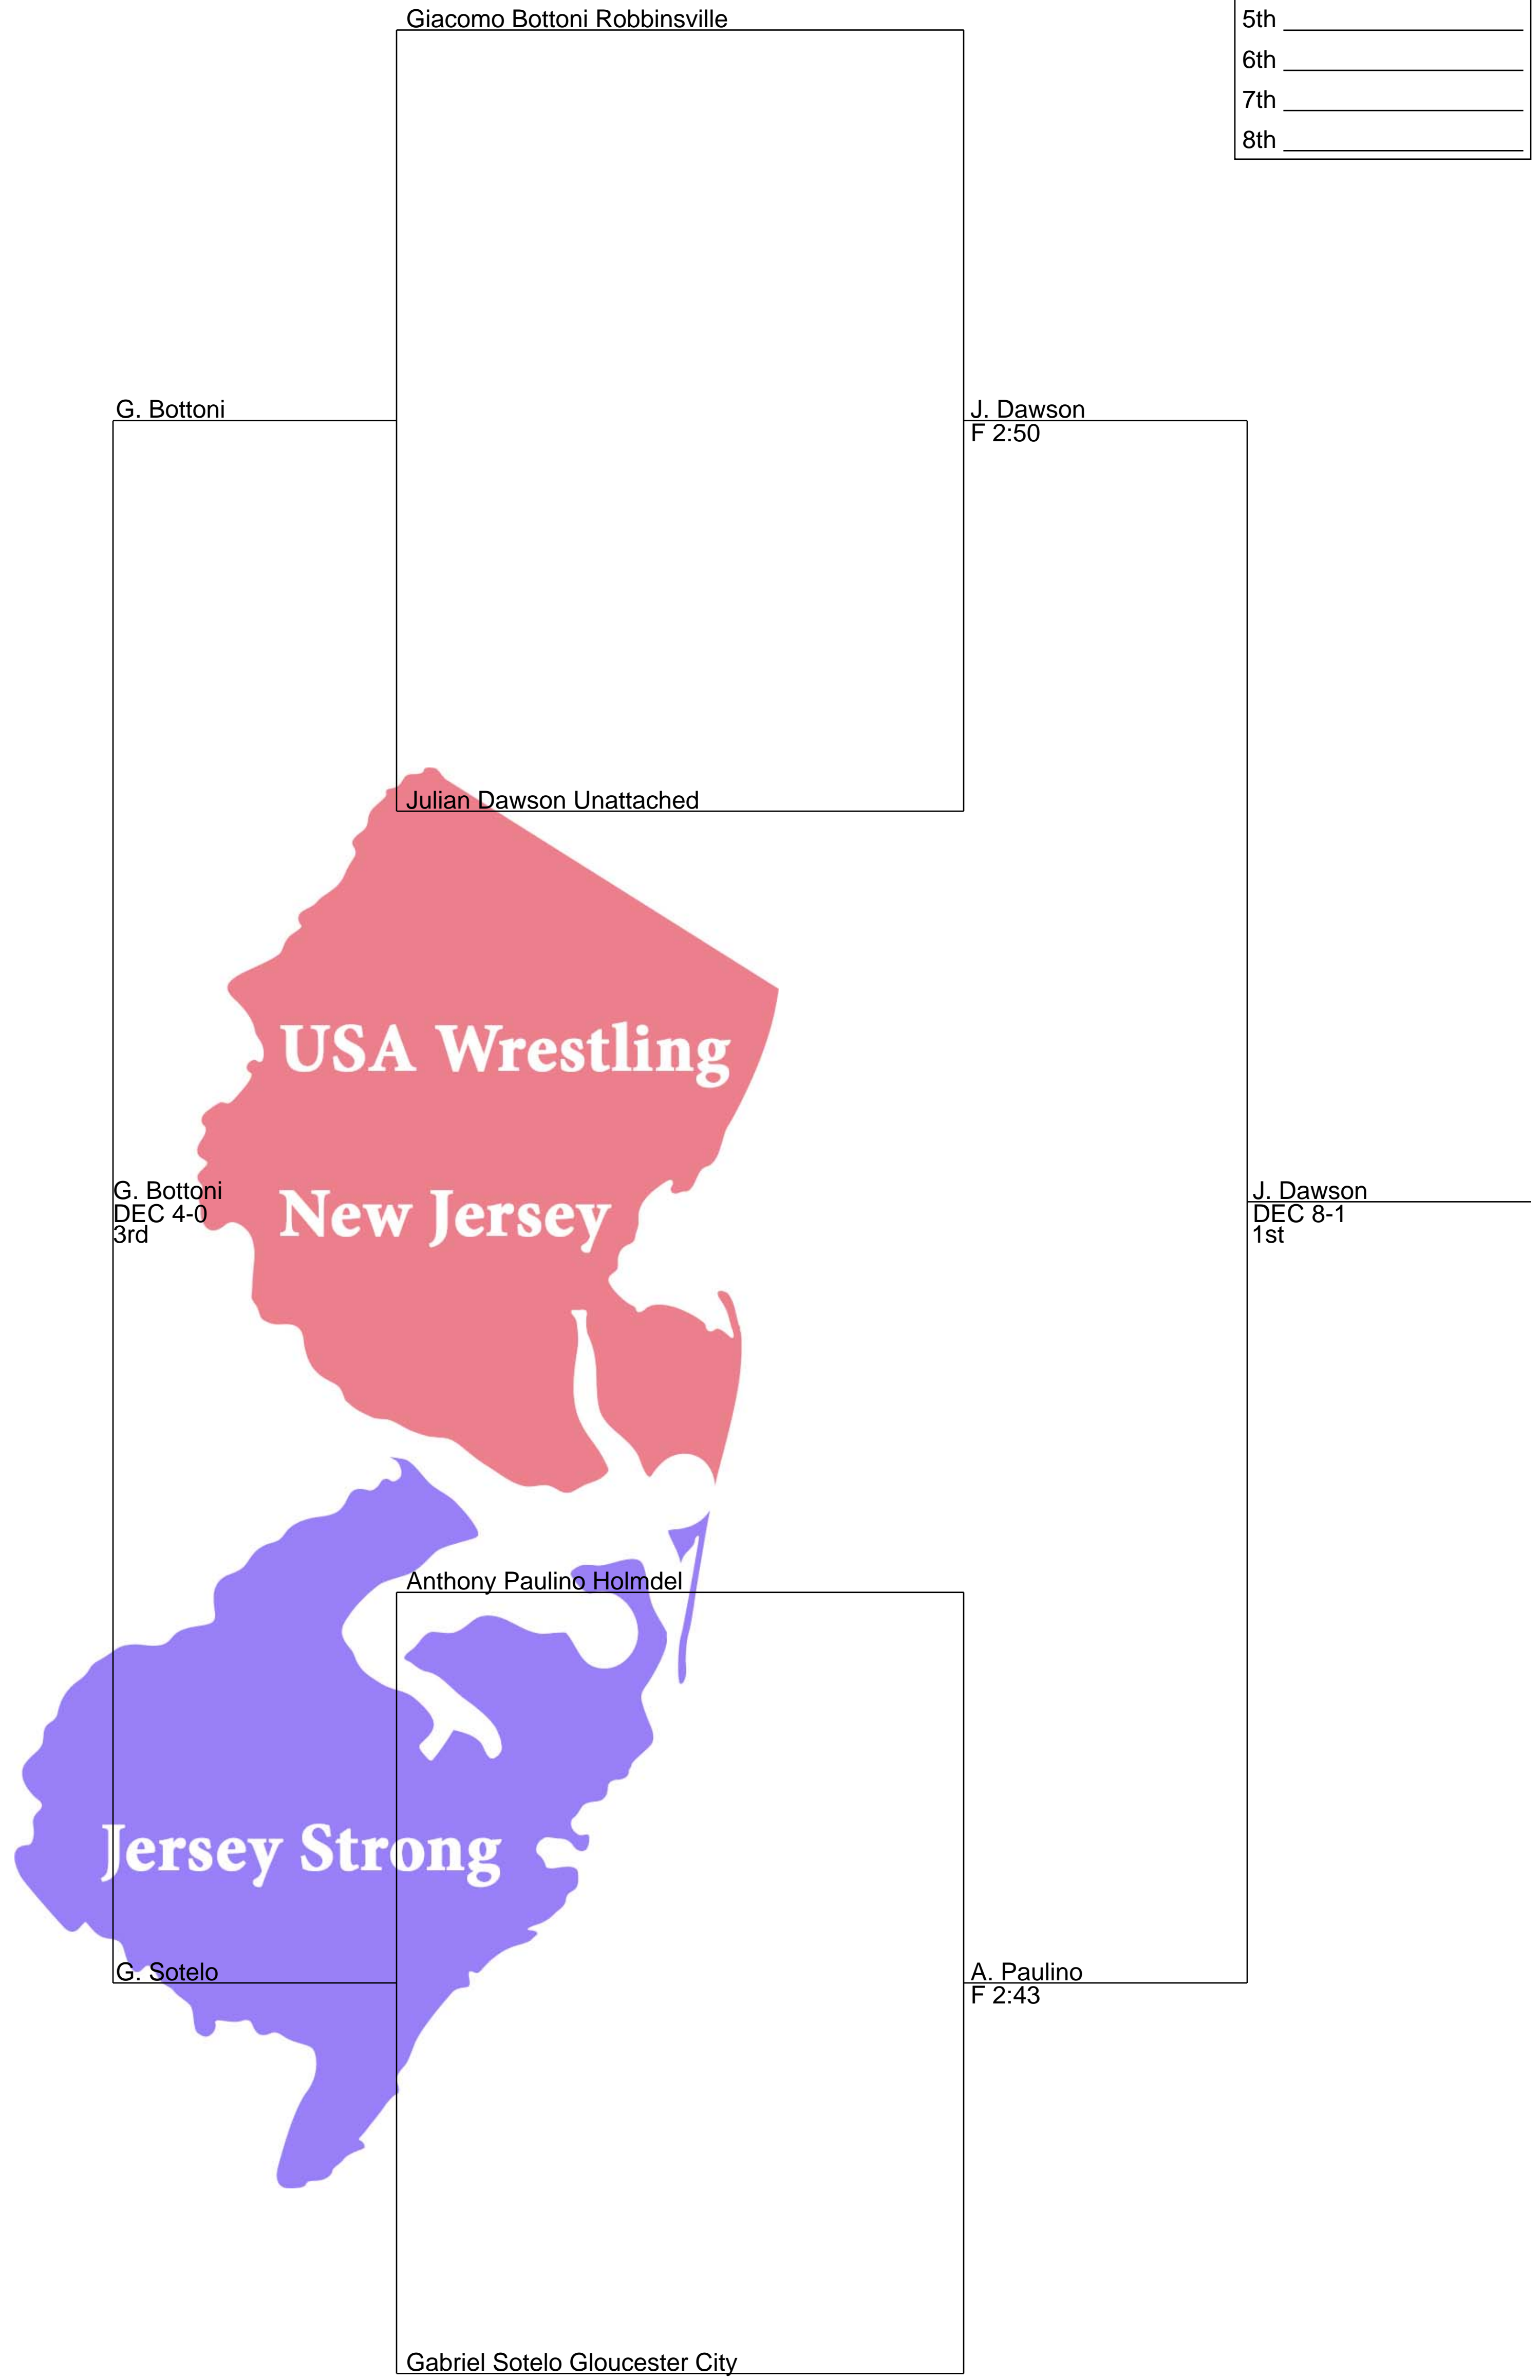 Giacomo Bottoni Robbinsville
5th
6th
7th
8th
G. Bottoni
J. Dawson
F 2:50
Julian Dawson Unattached
USA Wrestling
New Jersey
G. Bottoni
DEC 4-0
3rd
J. Dawson
DEC 8-1
1st
Anthony Paulino Holmdel
Jersey Strong
G. Sotelo
A. Paulino
F 2:43
Gabriel Sotelo Gloucester City